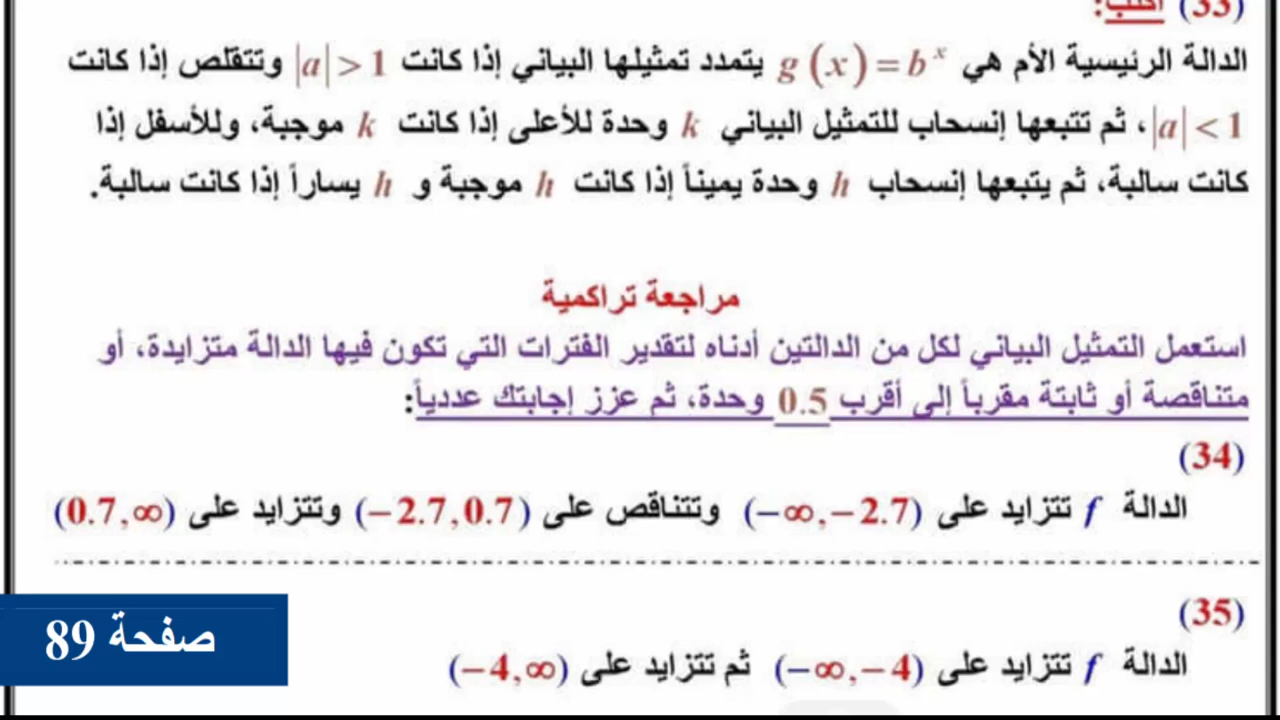 (33) اكتب:
الدالة الرئيسية الأم هي g(x)=b^x يتمدد تمثيلها البياني إذا كانت |a|>1 وتتقلص إذا كانت
|a|<1، ثم تتبعها إنسحاب للتمثيل البياني k وحدة للأعلى إذا كانت k موجبة، وللأسفل إذا
كانت سالبة، ثم يتبعها إنسحاب h وحدة يميناً إذا كانت h موجبة و h يساراً إذا كانت سالبة.
مراجعة تراكمية
استعمل التمثيل البياني لكل من الدالتين أدناه لتقدير الفترات التي تكون فيها الدالة متزايدة، أو
متناقصة أو ثابتة مقرباً إلى أقرب 0.5 وحدة، ثم عزز إجابتك عددياً:
(34)
الدالة f تتزايد على (−∞,−2.7) وتتناقص على (−2.7,0.7) وتتزايد على (0.7,∞)
(35)
الدالة f تتزايد على (−∞,−4) ثم تتزايد على (−4,∞)
صفحة 89